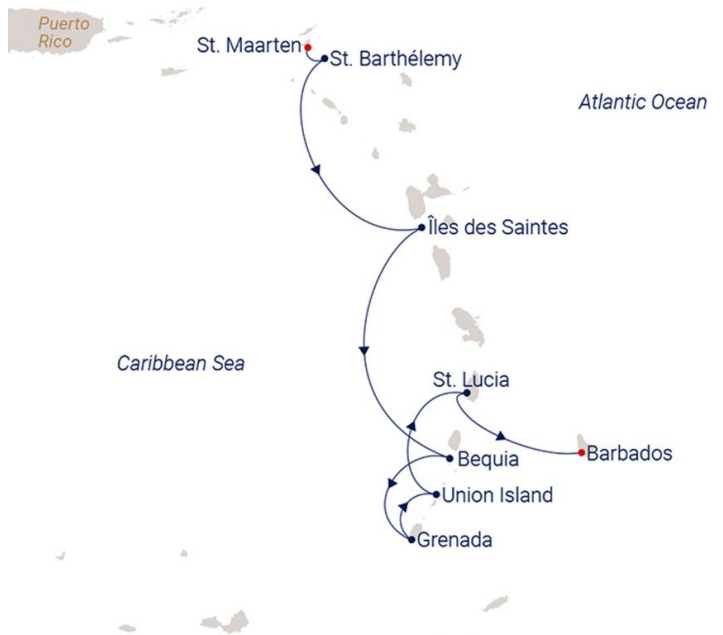 Puerto
Rico
St. Maarten
St. Barthélemy
Atlantic Ocean
Îles des Saintes
Caribbean Sea
St. Lucia
Barbados
Bequia
Union Island
Grenada